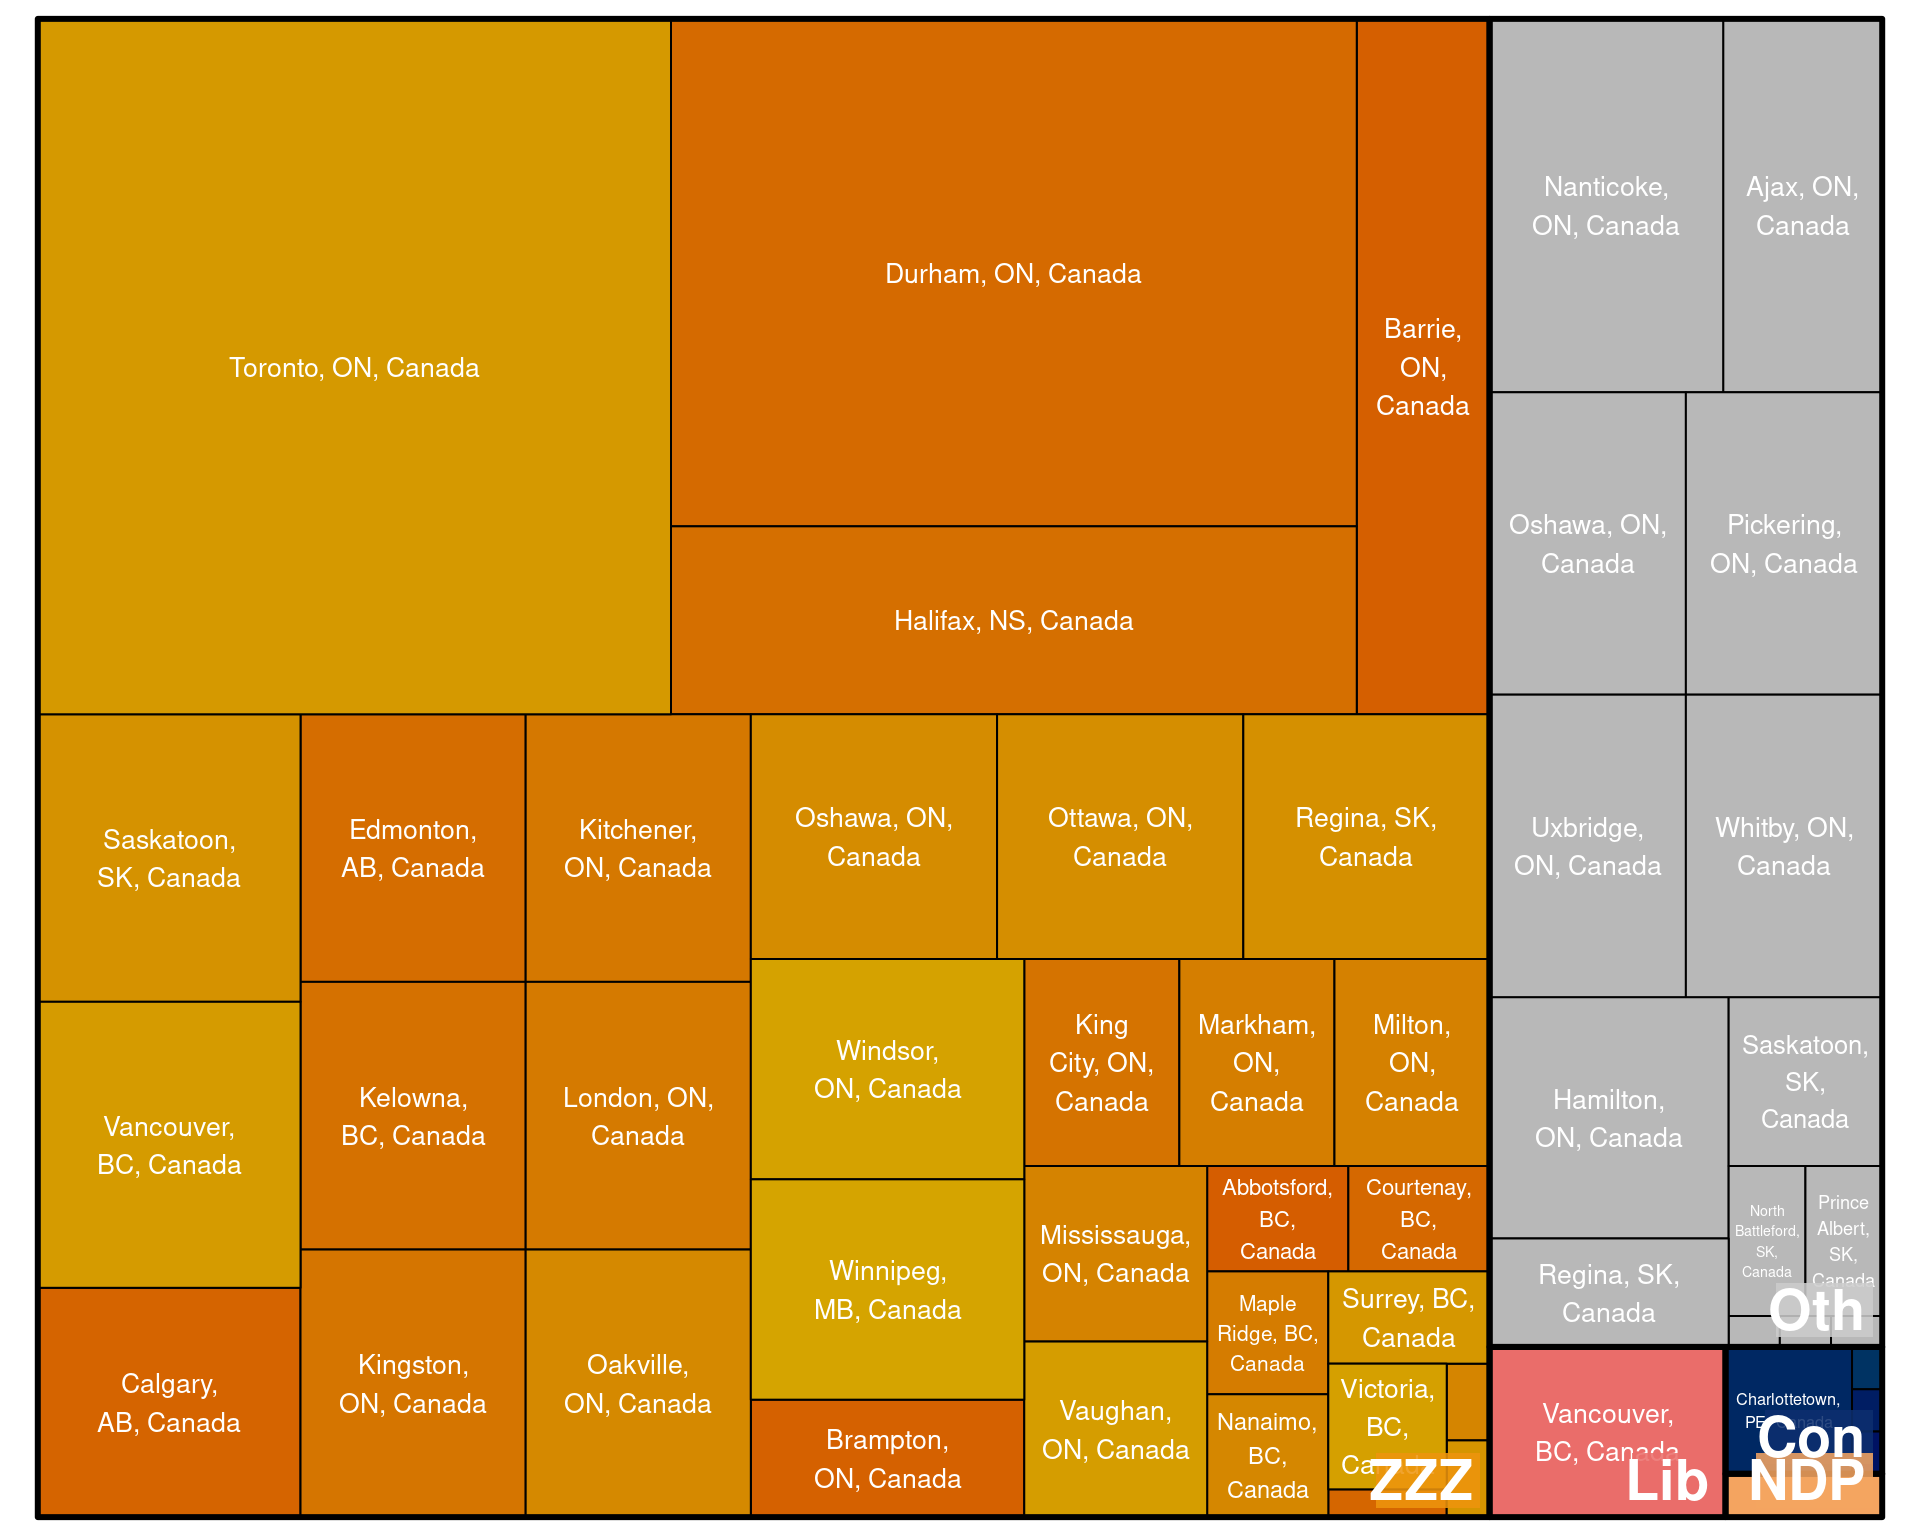 Toronto, ON, Canada
Durham, ON, Canada
Barrie,
ON,
Canada
Halifax, NS, Canada
Saskatoon,
SK, Canada
Vancouver,
BC, Canada
Calgary,
AB, Canada
Edmonton,
AB, Canada
Kitchener,
ON, Canada
Kelowna,
BC, Canada
London, ON,
Canada
Kingston,
ON, Canada
Oakville,
ON, Canada
Oshawa, ON,
Canada
Ottawa, ON,
Canada
Regina, SK,
Canada
Windsor,
ON, Canada
Winnipeg,
MB, Canada
Brampton,
ON, Canada
King
City, ON,
Canada
Markham,
ON,
Canada
Milton,
ON,
Canada
Mississauga,
ON, Canada
Vaughan,
ON, Canada
Abbotsford,
BC,
Canada
Courtenay,
BC,
Canada
Maple
Ridge, BC,
Canada
Surrey, BC,
Canada
Nanaimo,
BC,
Canada
Victoria,
BC,
Canada
ZZZ
Nanticoke,
ON, Canada
Ajax, ON,
Canada
Oshawa, ON,
Canada
Pickering,
ON, Canada
Uxbridge,
ON, Canada
Whitby, ON,
Canada
Hamilton,
ON, Canada
Saskatoon,
SK,
Canada
Regina, SK,
Canada
North
Battleford,
SK,
Canada
Prince
Albert,
SK,
Canada
Oth
Vancouver,
BC, Canada
Lib
Charlottetown,
PE, Canada
Con
NDP